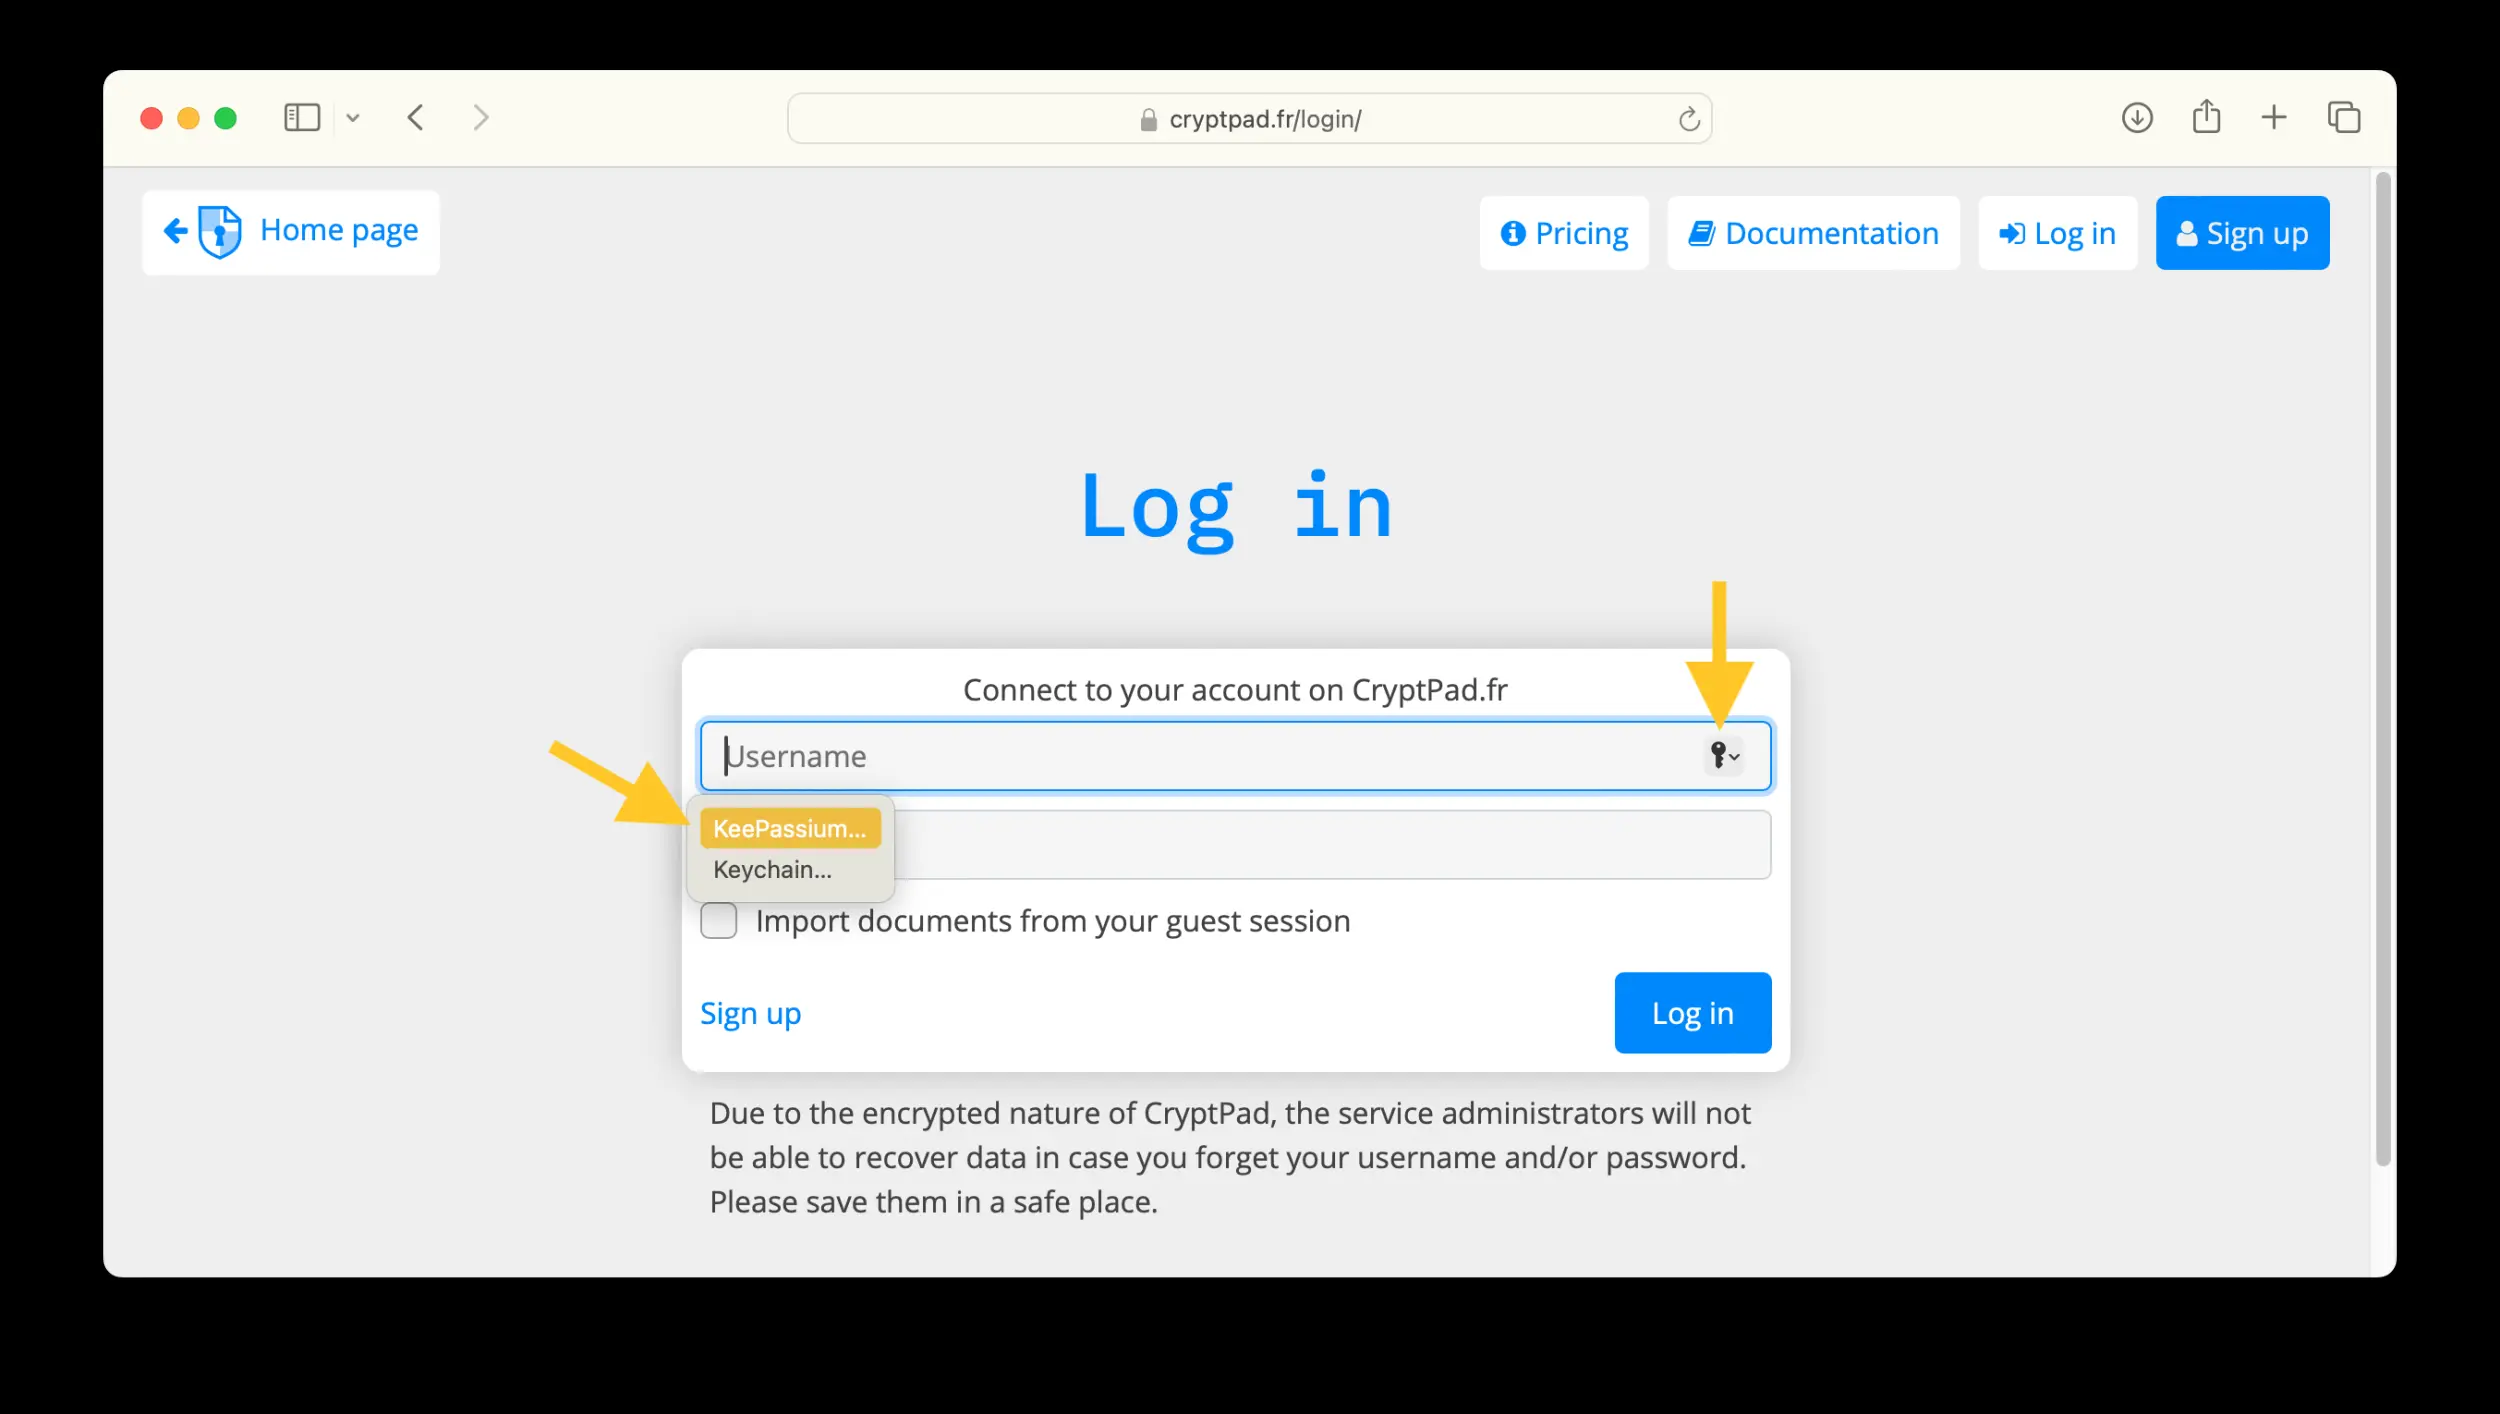 cryptpad.fr/login/
Home page
Pricing
Documentation
Log in
Sign up
Log in
Connect to your account on CryptPad.fr
Username
KeePassium...
Keychain...
Import documents from your guest session
Sign up
Log in
Due to the encrypted nature of CryptPad, the service administrators will not
be able to recover data in case you forget your username and/or password.
Please save them in a safe place.